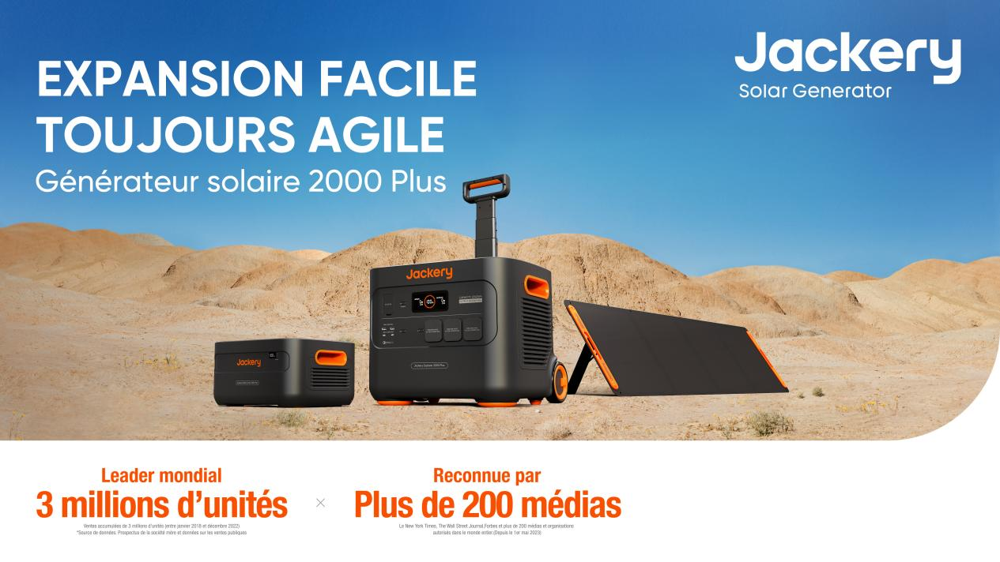 EXPANSION FACILE
TOUJOURS AGILE
Générateur solaire 2000 Plus
Jackery
Solar Generator
Jackery
Jackery Explorer 2000 Plus
Jackery
Leader mondial
3 millions d’unités
Ventes accumulées de 3 millions d'unités (entre janvier 2018 et décembre 2022)
*Source de données. Prospectus de la société mère et données sur les ventes publiques
×
Reconnue par
Plus de 200 médias
Le New York Times, The Wall Street Journal,Forbes et plus de 200 médias et organisations
autorisés dans le monde entier.(Depuis le 1er mai 2023)